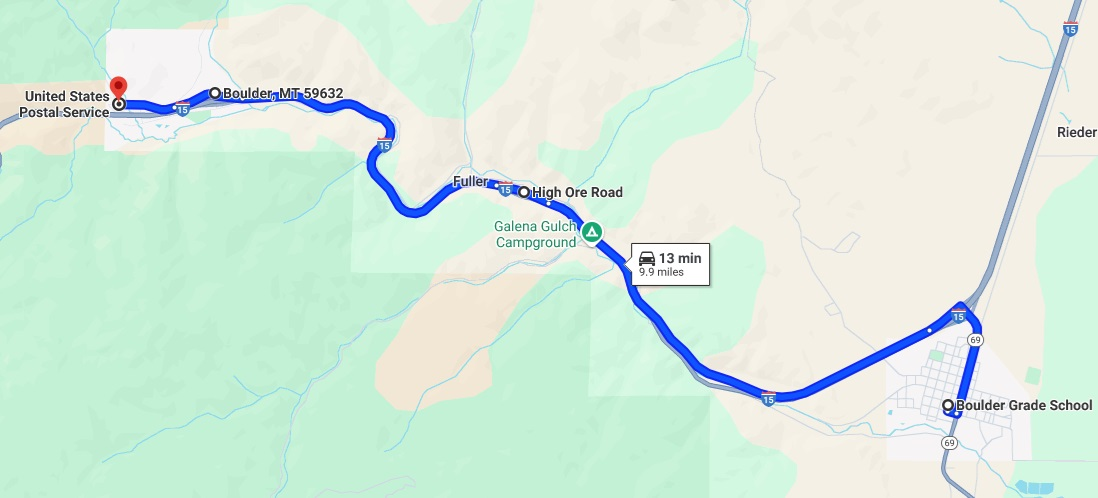 15
Rieder
United States
Postal Service
15
Boulder, MT 59632
15
Fuller
15
High Ore Road
Galena Gulch
Campground
13 min
9.9 miles
15
69
15
Boulder Grade School
69